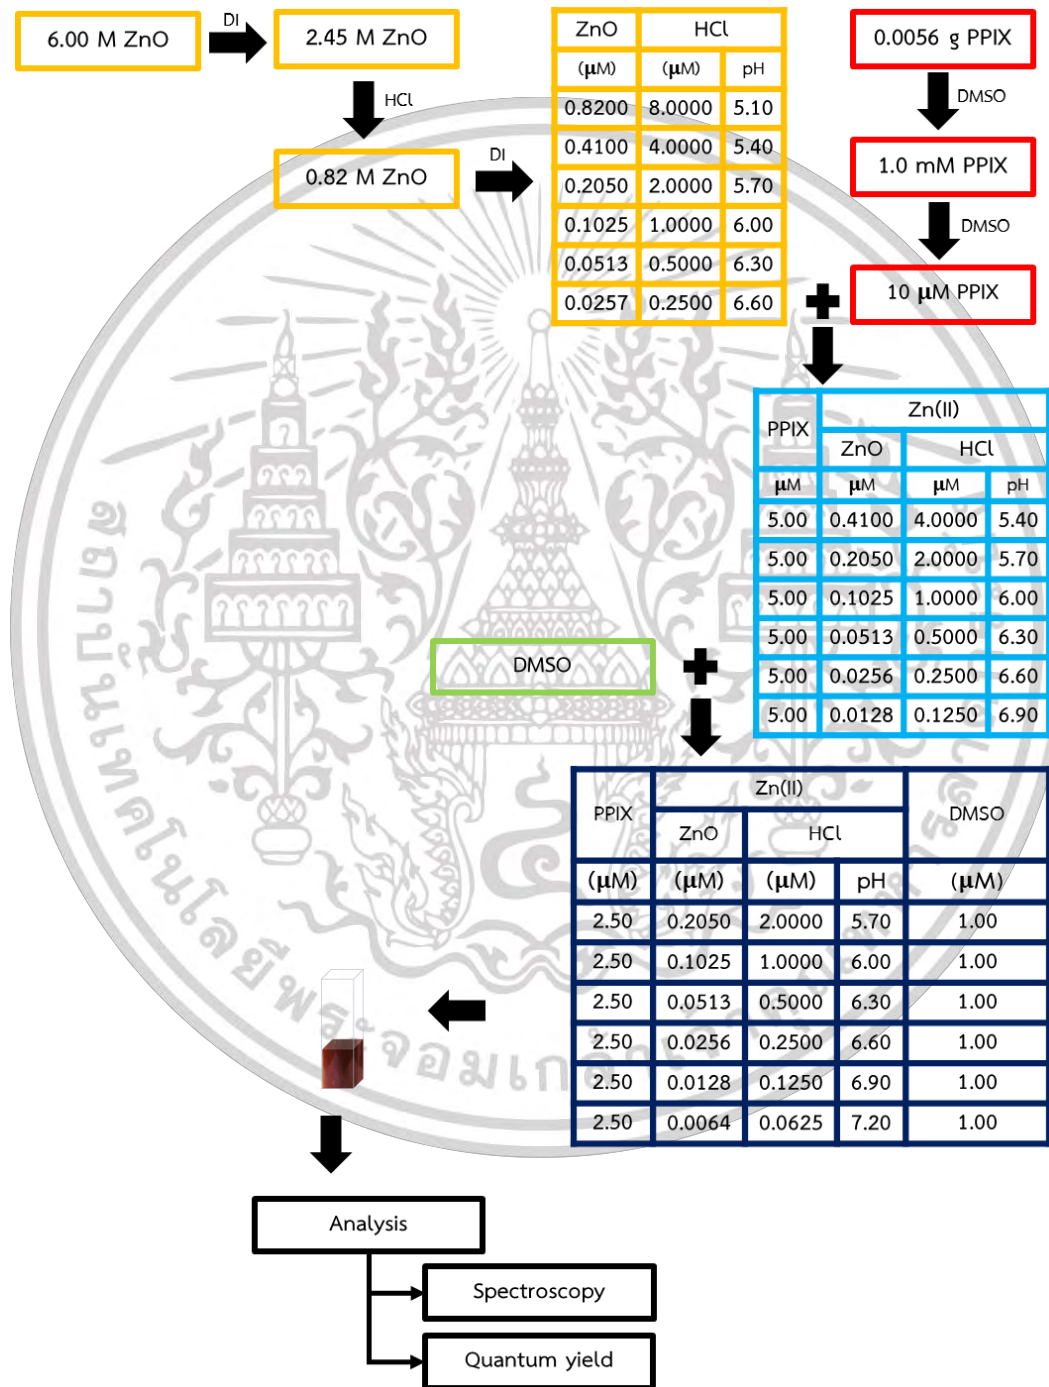 6.00 M ZnO
DI
2.45 M ZnO
HCl
0.82 M ZnO
DI
ZnO HCl
(μM) (μM) pH
0.8200 8.0000 5.10
0.4100 4.0000 5.40
0.2050 2.0000 5.70
0.1025 1.0000 6.00
0.0513 0.5000 6.30
0.0257 0.2500 6.60
0.0056 g PPIX
DMSO
1.0 mM PPIX
DMSO
10 μM PPIX
PPIX Zn(II)
ZnO HCl
μM μM μM pH
5.00 0.4100 4.0000 5.40
5.00 0.2050 2.0000 5.70
5.00 0.1025 1.0000 6.00
5.00 0.0513 0.5000 6.30
5.00 0.0256 0.2500 6.60
5.00 0.0128 0.1250 6.90
DMSO
PPIX Zn(II) DMSO
ZnO HCl
(μM) (μM) (μM) pH (μM)
2.50 0.2050 2.0000 5.70 1.00
2.50 0.1025 1.0000 6.00 1.00
2.50 0.0513 0.5000 6.30 1.00
2.50 0.0256 0.2500 6.60 1.00
2.50 0.0128 0.1250 6.90 1.00
2.50 0.0064 0.0625 7.20 1.00
Analysis
Spectroscopy
Quantum yield